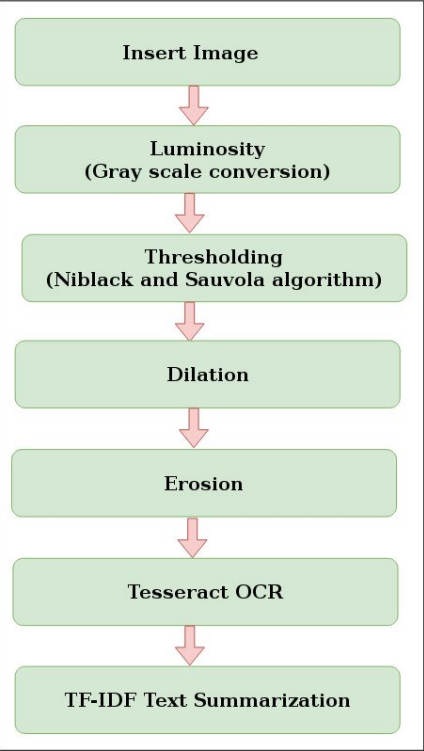 Insert Image
Luminosity
(Gray scale conversion)
Thresholding
(Niblack and Sauvola algorithm)
Dilation
Erosion
Tesseract OCR
TF-IDF Text Summarization